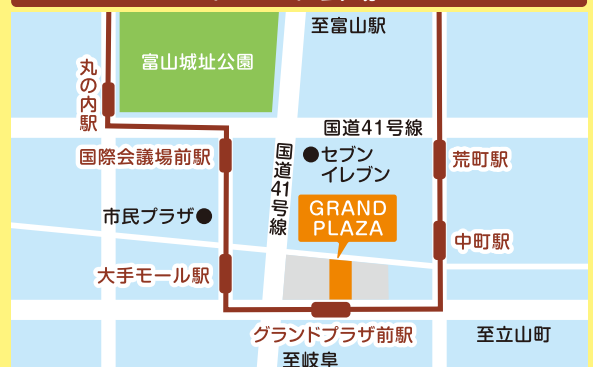 至富山駅
富山城址公園
丸の内駅
国道41号線
国際会議場前駅
国道41号線
セブン
イレブン
荒町駅
市民プラザ
GRAND
PLAZA
中町駅
大手モール駅
グランドプラザ前駅
至立山町
至岐阜